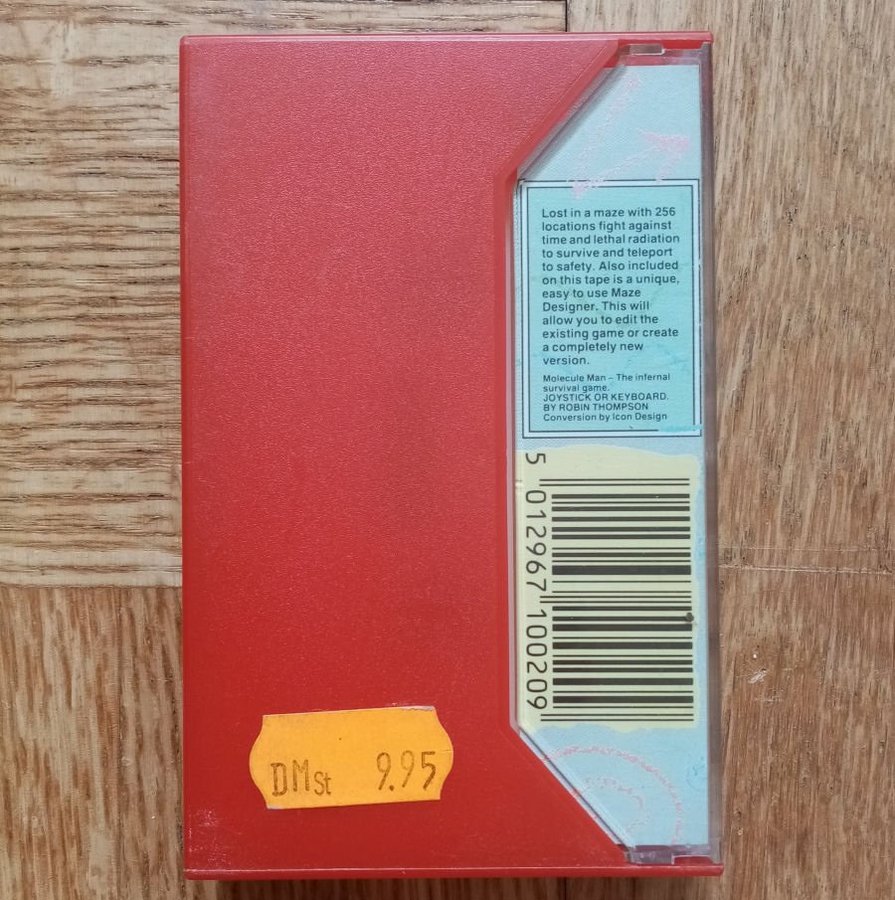 Lost in a maze with 256
locations fight against
time and lethal radiation
to survive and teleport
to safety. Also included
on this tape is a unique,
easy to use Maze
Designer. This will
allow you to edit the
existing game or create
a completely new
version.
Molecule Man – The infernal
survival game.
JOYSTICK OR KEYBOARD.
BY ROBIN THOMPSON
Conversion by Icon Design
5 012967 100209
DMSt 9.95